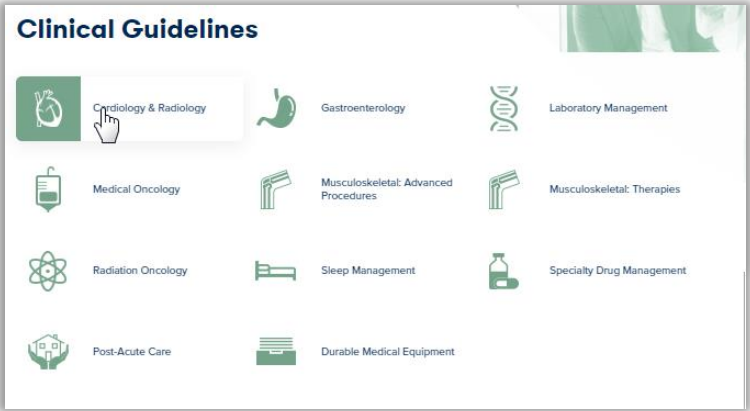 Clinical Guidelines
Cardiology & Radiology
Gastroenterology
Laboratory Management
Medical Oncology
Musculoskeletal: Advanced
Procedures
Musculoskeletal: Therapies
Radiation Oncology
Sleep Management
Specialty Drug Management
Post-Acute Care
Durable Medical Equipment